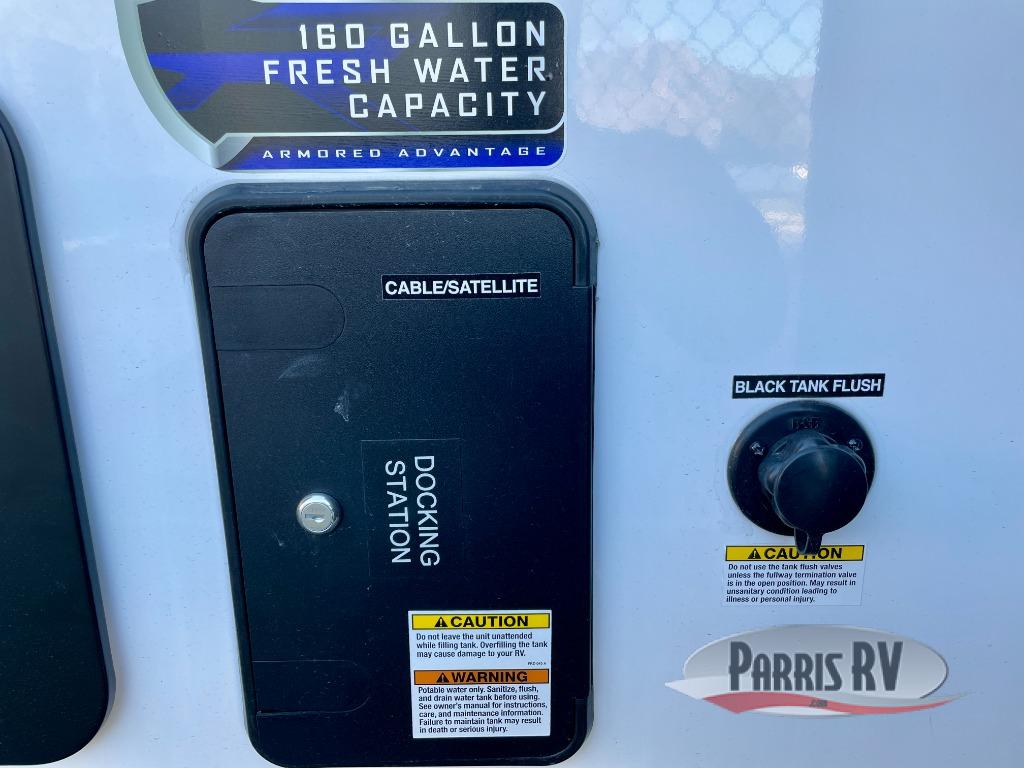 160 GALLON
FRESH WATER
CAPACITY
ARMORED ADVANTAGE
CABLE/SATELLITE
DOCKING
STATION
CAUTION
Do not leave the unit unattended
while filling tank. Overfilling the tank
may cause damage to your RV.
WARNING
Potable water only. Sanitize, flush,
and drain water tank before using.
See owner's manual for instructions,
care, and maintenance information.
Failure to maintain tank may result
in death or serious injury.
BLACK TANK FLUSH
CAUTION
Do not use the tank flush valves
unless the fullway termination valve
is in the open position. May result in
unsanitary condition leading to
illness or personal injury.
PARRIS RV
.com